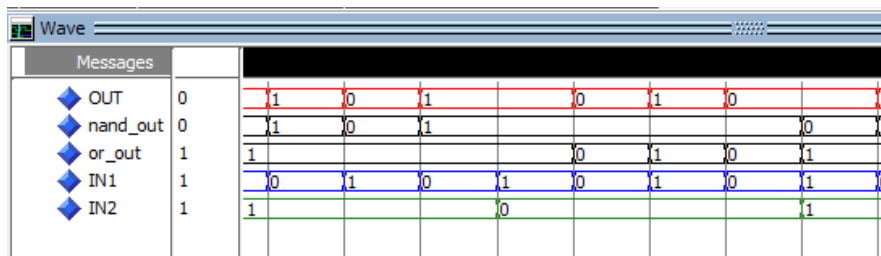 Wave
Messages
OUT 0 1 0 1 0 1 0
nand_out 0 1 0 1 0
or_out 1 1 0 1 0 1
IN1 1 0 1 0 1 0 1 0 1
IN2 1 1 0 1